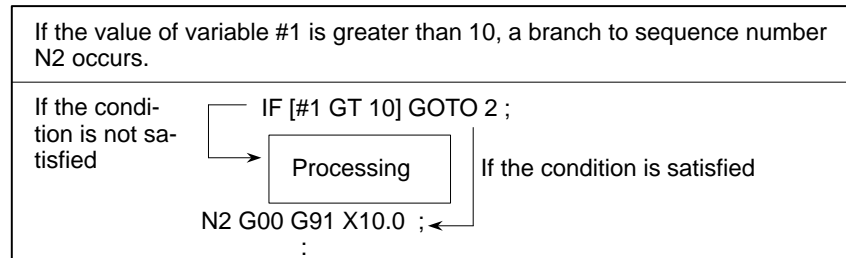 If the value of variable #1 is greater than 10, a branch to sequence number
N2 occurs.
If the condi-
tion is not sa-
tisfied
IF [#1 GT 10] GOTO 2 ;
Processing
If the condition is satisfied
N2 G00 G91 X10.0 ;
: